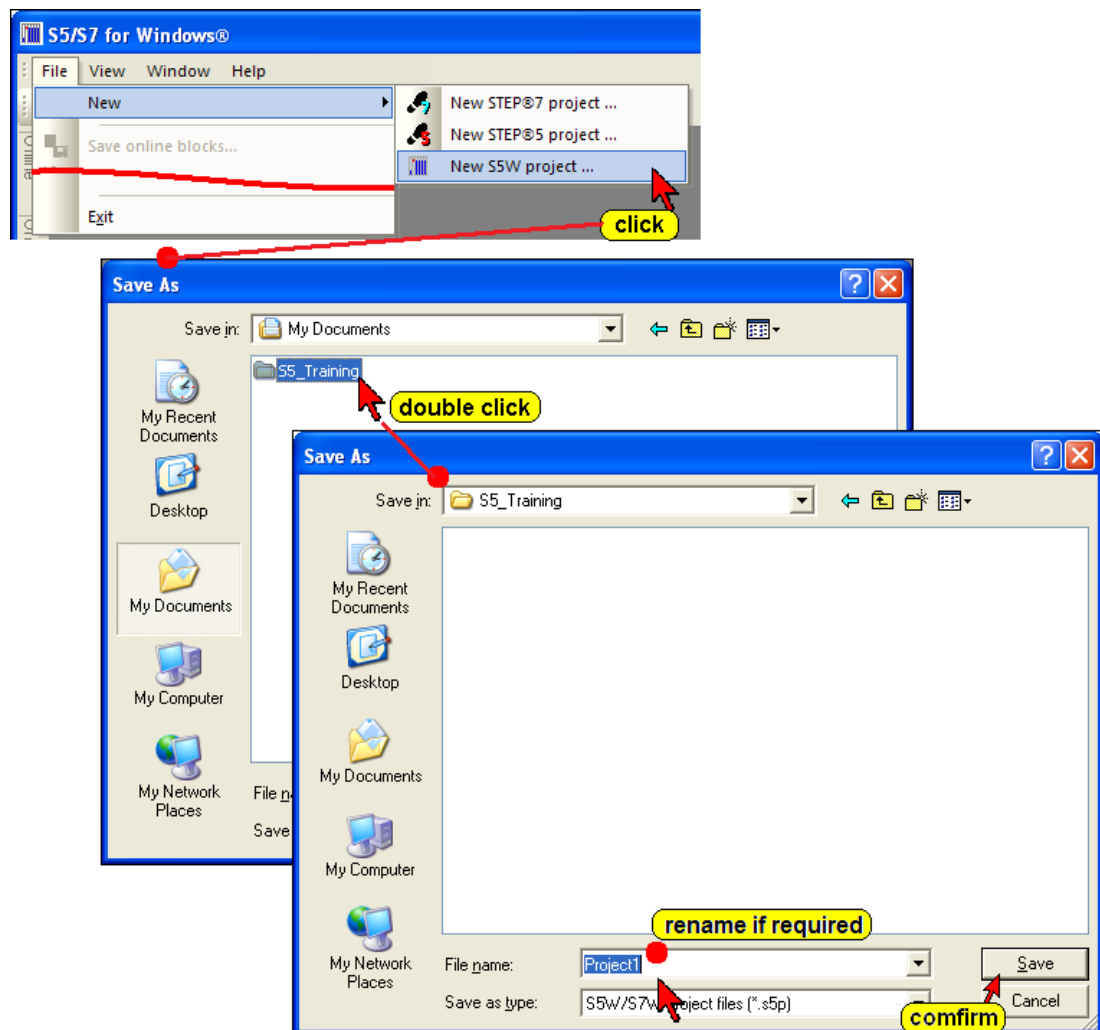 S5/S7 for Windows®
File View Window Help
New
New STEP®7 project ...
New STEP®5 project ...
New S5W project ...
Save online blocks...
Exit
click
Save As
Save in: My Documents
S5_Training
double click
My Recent
Documents
Desktop
My Documents
My Computer
My Network
Places
File
Save
Save As
Save in: S5_Training
My Recent
Documents
Desktop
My Documents
My Computer
My Network
Places
rename if required
File name: Project1
Save
Save as type: S5W/S7W project files (*.s5p)
Cancel
comfirm